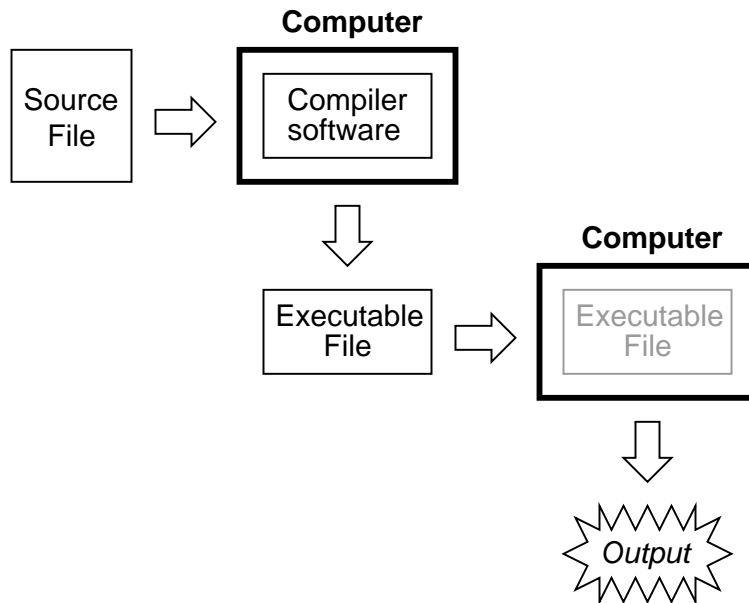 Computer
Source
File
Compiler
software
Computer
Executable
File
Executable
File
Output